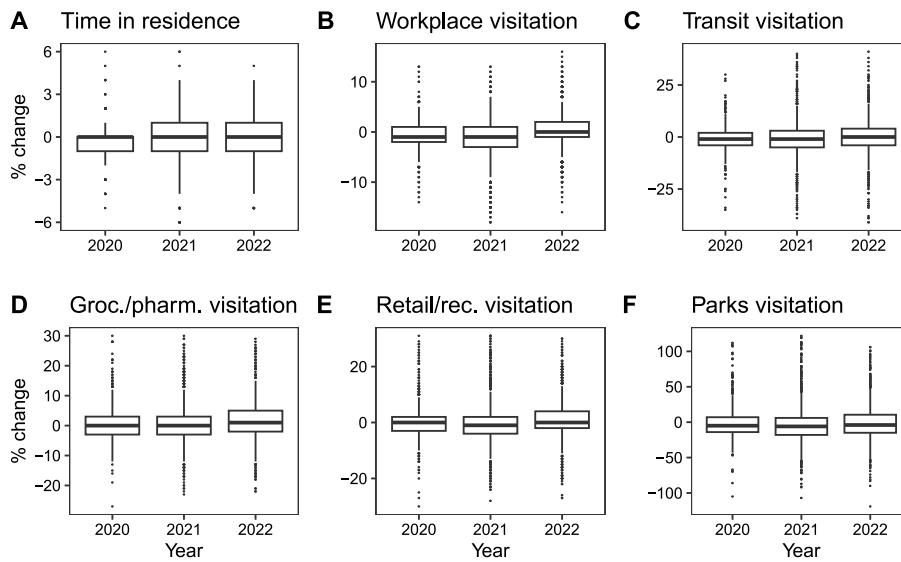 A Time in residence
B Workplace visitation
C Transit visitation
% change
6
3
0
−3
−6
2020 2021 2022
10
0
−10
2020 2021 2022
25
0
−25
2020 2021 2022
D Groc./pharm. visitation
E Retail/rec. visitation
F Parks visitation
% change
30
20
10
0
−10
−20
2020 2021 2022
Year
20
0
−20
2020 2021 2022
Year
100
50
0
−50
−100
2020 2021 2022
Year